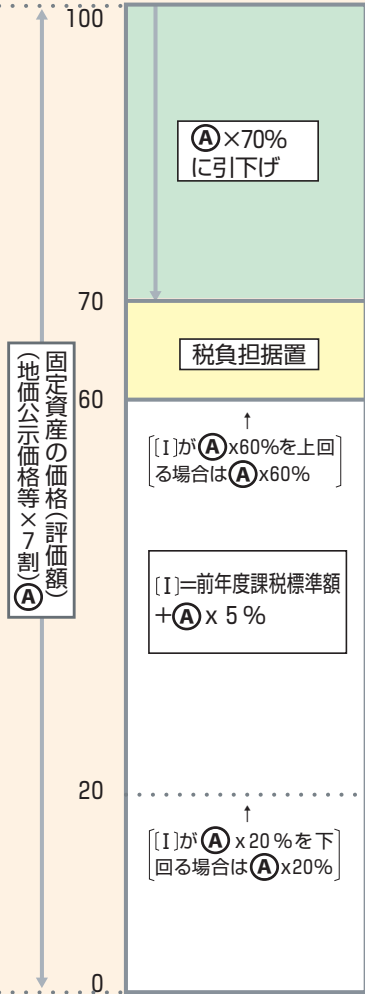 100
Ⓐ×70%
に引下げ
70
税負担据置
60
固定資産の価格(評価額)
(地価公示価格等×7割)Ⓐ
↑
[[I]がⒶx60%を上回
る場合はⒶx60%]
[I]=前年度課税標準額
+Ⓐx 5%
20
↑
[[I]がⒶx20%を下
回る場合はⒶx20%]
0